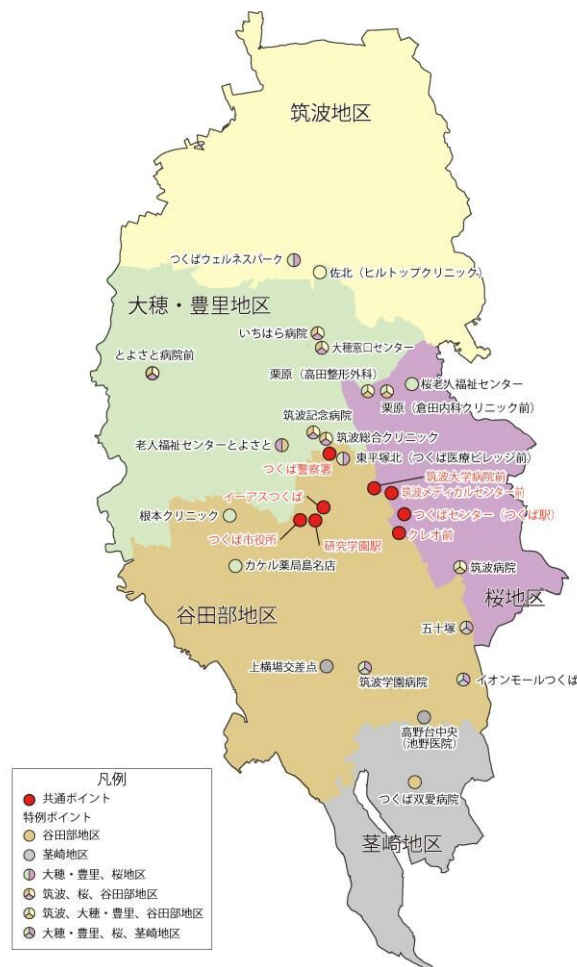 筑波地区
つくばウェルネスパーク
佐北（ヒルトップクリニック）
大穂・豊里地区
いちはら病院
大穂窓口センター
とよさと病院前
栗原（高田整形外科）
桜老人福祉センター
栗原（倉田内科クリニック前）
筑波記念病院
筑波総合クリニック
老人福祉センターとよさと
東平塚北（つくば医療ビレッジ前）
つくば警察署
筑波大学病院前
イーアスつくば
筑波メディカルセンター前
根本クリニック
つくばセンター（つくば駅）
つくば市役所
研究学園駅
クレオ前
カケル薬局島名店
筑波病院
桜地区
谷田部地区
五十塚
上横場交差点
筑波学園病院
イオンモールつくば
高野台中央
（池野医院）
つくば双愛病院
茎崎地区
凡例
共通ポイント
特例ポイント
谷田部地区
茎崎地区
大穂・豊里、桜地区
筑波、桜、谷田部地区
筑波、大穂・豊里、谷田部地区
大穂・豊里、桜、茎崎地区